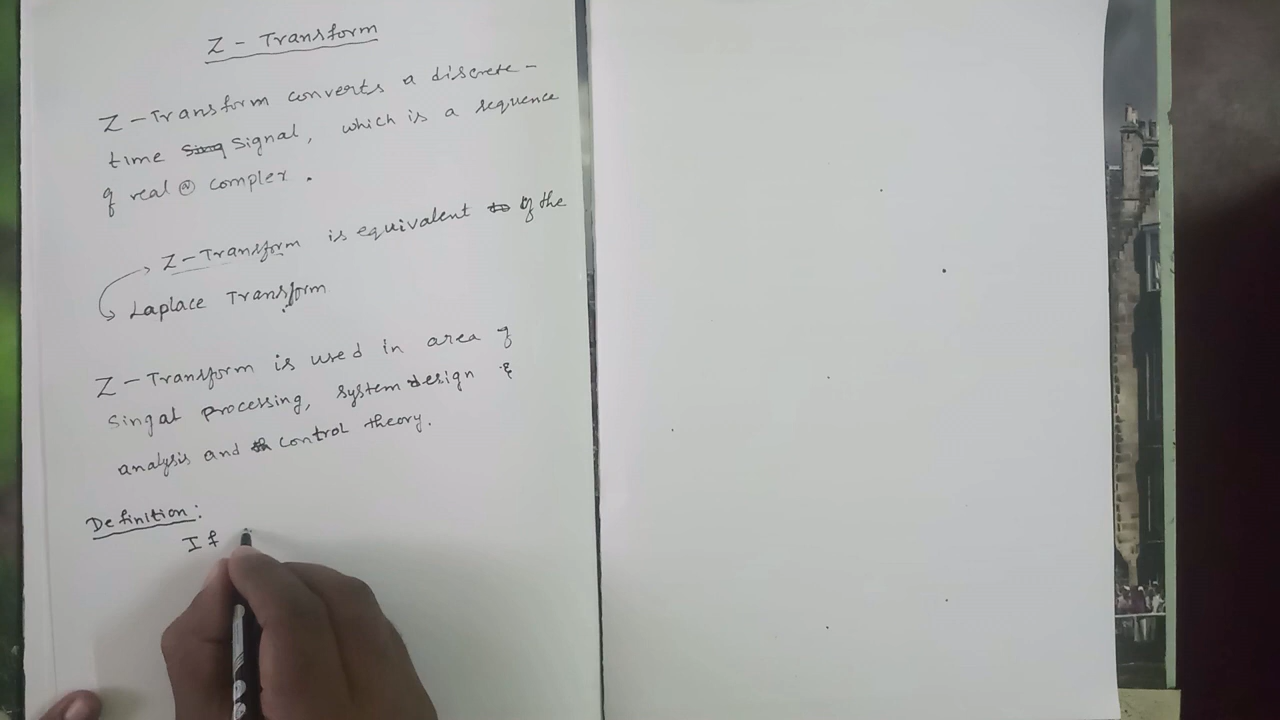 Z - Transform
Z - Transform converts a discrete -
time Signal, which is a sequence
of real or complex .
Z - Transform is equivalent of the
Laplace Transform
Z - Transform is used in area of
Singal processing, system design &
analysis and control theory.
Definition:
If